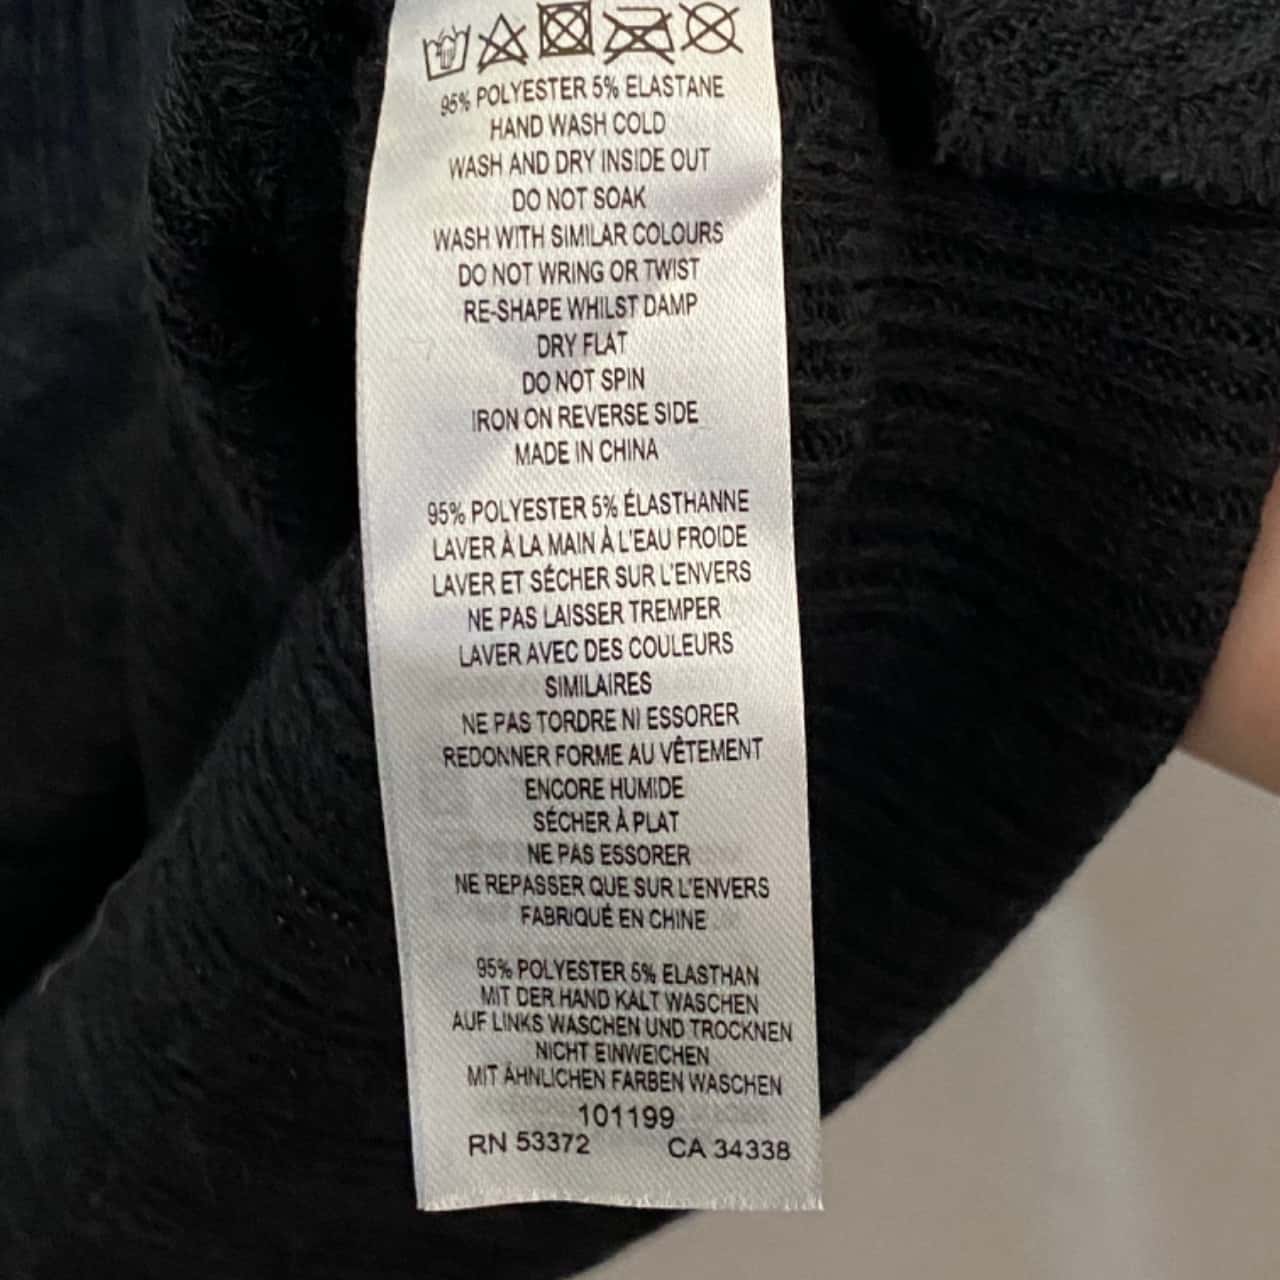 95% POLYESTER 5% ELASTANE
HAND WASH COLD
WASH AND DRY INSIDE OUT
DO NOT SOAK
WASH WITH SIMILAR COLOURS
DO NOT WRING OR TWIST
RE-SHAPE WHILST DAMP
DRY FLAT
DO NOT SPIN
IRON ON REVERSE SIDE
MADE IN CHINA
95% POLYESTER 5% ÉLASTHANNE
LAVER À LA MAIN À L'EAU FROIDE
LAVER ET SÉCHER SUR L'ENVERS
NE PAS LAISSER TREMPER
LAVER AVEC DES COULEURS
SIMILAIRES
NE PAS TORDRE NI ESSORER
REDONNER FORME AU VÊTEMENT
ENCORE HUMIDE
SÉCHER À PLAT
NE PAS ESSORER
NE REPASSER QUE SUR L'ENVERS
FABRIQUÉ EN CHINE
95% POLYESTER 5% ELASTHAN
MIT DER HAND KALT WASCHEN
AUF LINKS WASCHEN UND TROCKNEN
NICHT EINWEICHEN
MIT ÄHNLICHEN FARBEN WASCHEN
101199
RN 53372 CA 34338